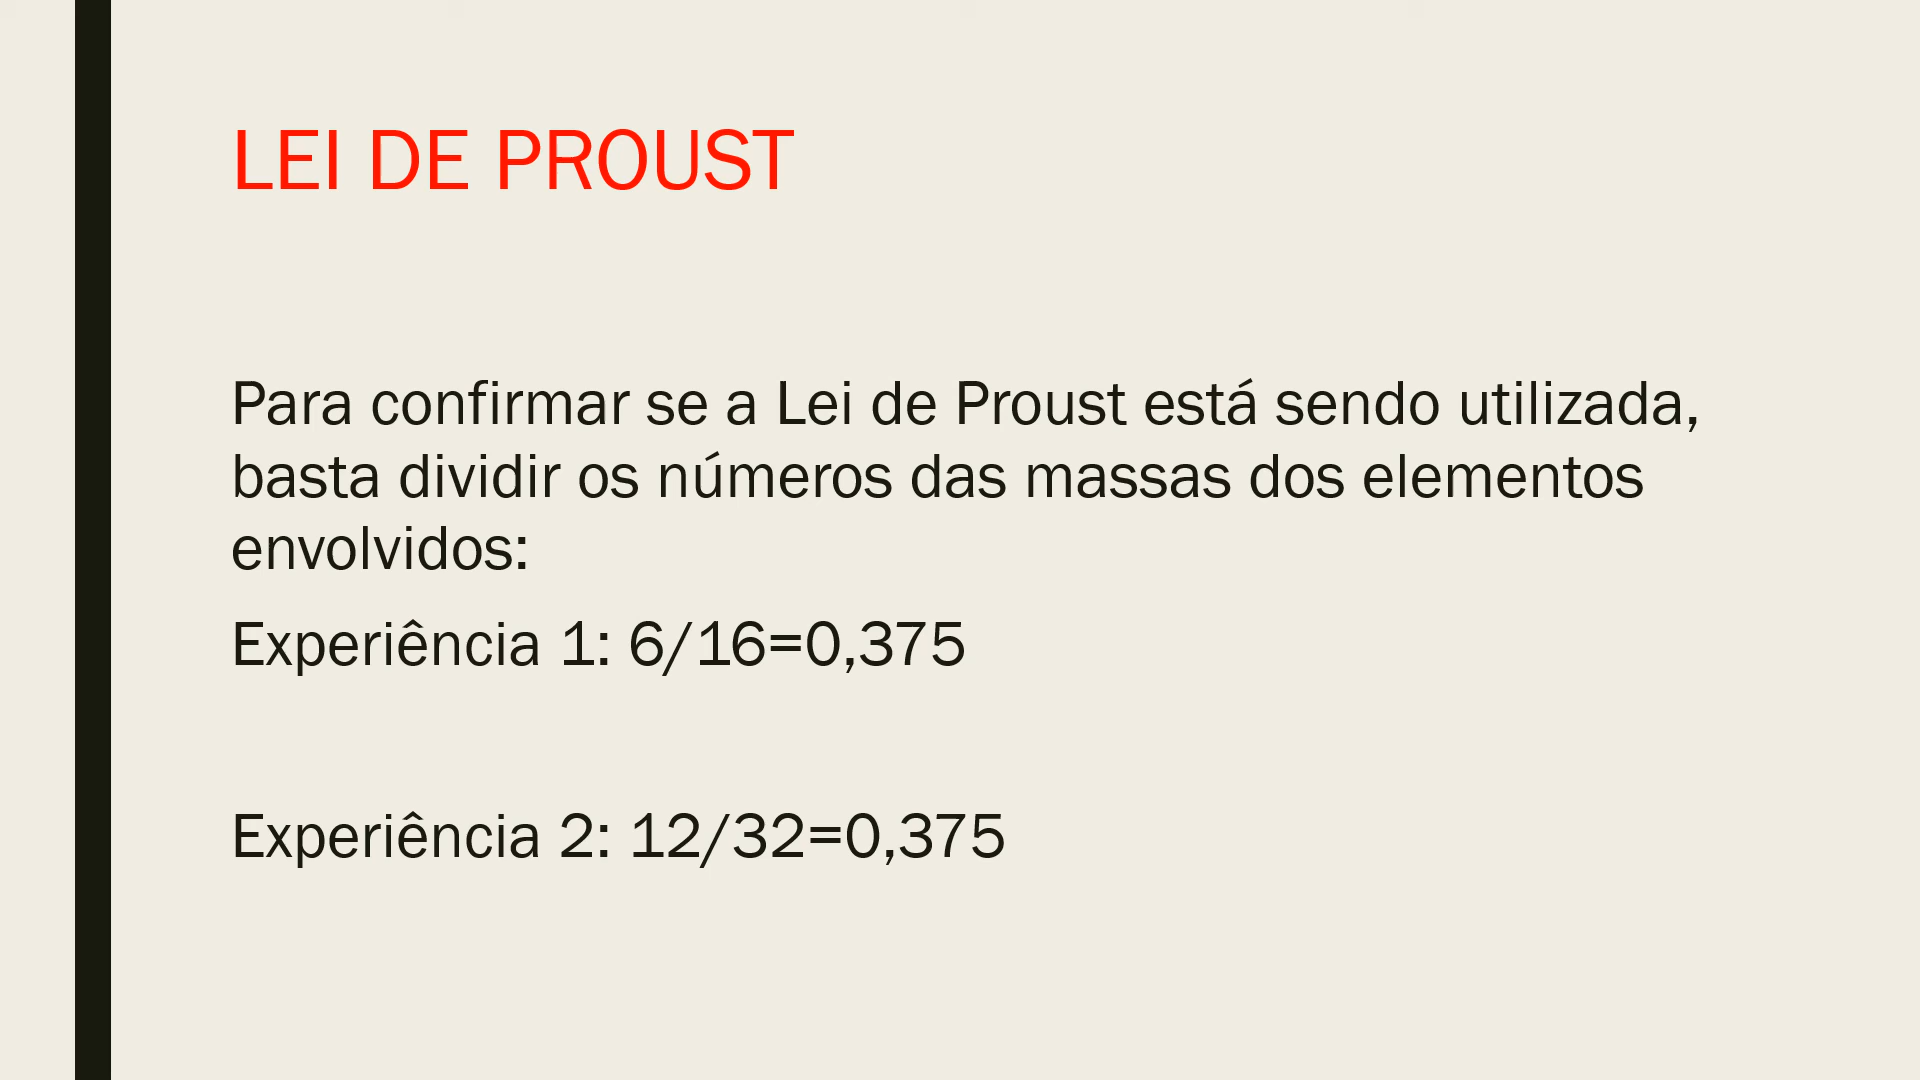 LEI DE PROUST
Para confirmar se a Lei de Proust está sendo utilizada,
basta dividir os números das massas dos elementos
envolvidos:
Experiência 1: 6/16=0,375
Experiência 2: 12/32=0,375